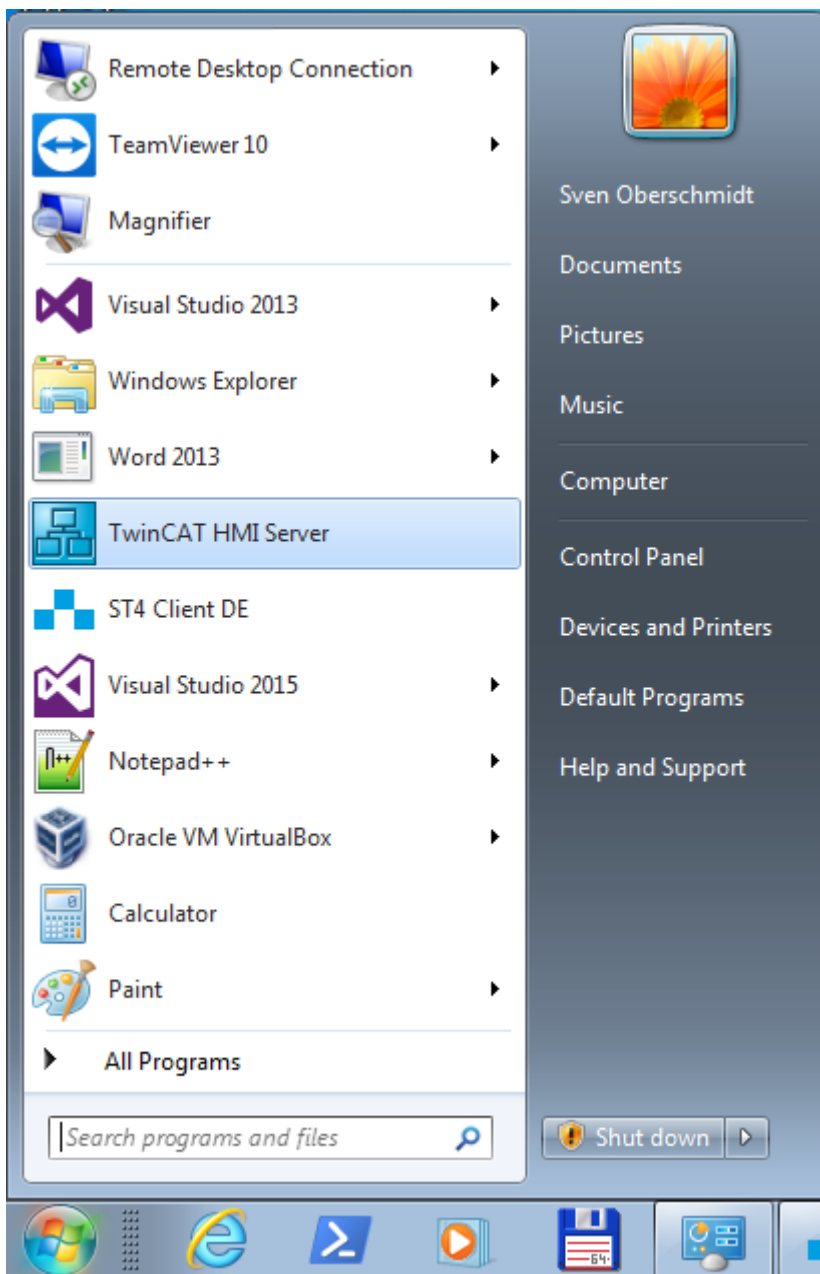 Remote Desktop Connection
TeamViewer 10
Magnifier
Visual Studio 2013
Windows Explorer
Word 2013
TwinCAT HMI Server
ST4 Client DE
Visual Studio 2015
Notepad++
Oracle VM VirtualBox
Calculator
Paint
All Programs
Search programs and files
Sven Oberschmidt
Documents
Pictures
Music
Computer
Control Panel
Devices and Printers
Default Programs
Help and Support
Shut down
64